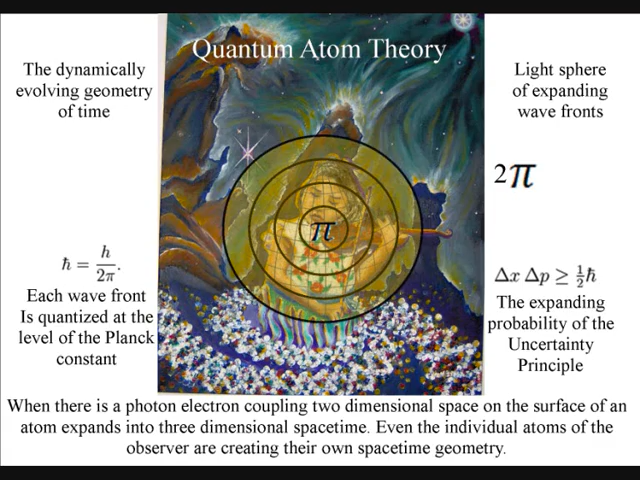 Quantum Atom Theory
The dynamically
evolving geometry
of time
Light sphere
of expanding
wave fronts
2π
π
ħ = h/2π.
Each wave front
Is quantized at the
level of the Planck
constant
Δx Δp ≥ ½ħ
The expanding
probability of the
Uncertainty
Principle
When there is a photon electron coupling two dimensional space on the surface of an
atom expands into three dimensional spacetime. Even the individual atoms of the
observer are creating their own spacetime geometry.